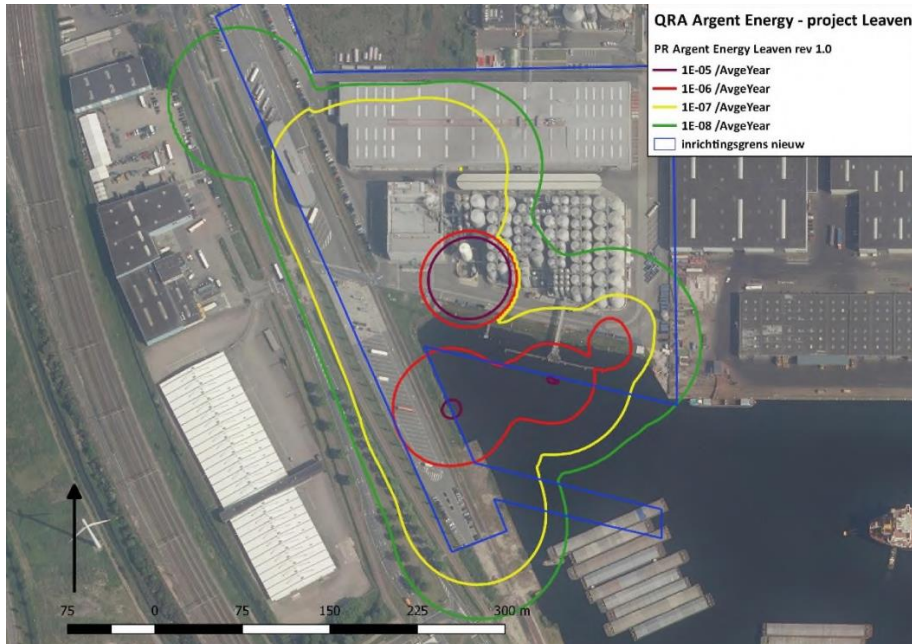 QRA Argent Energy - project Leaven
PR Argent Energy Leaven rev 1.0
1E-05 /AvgeYear
1E-06 /AvgeYear
1E-07 /AvgeYear
1E-08 /AvgeYear
inrichtingsgrens nieuw
75 0 75 150 225 300 m